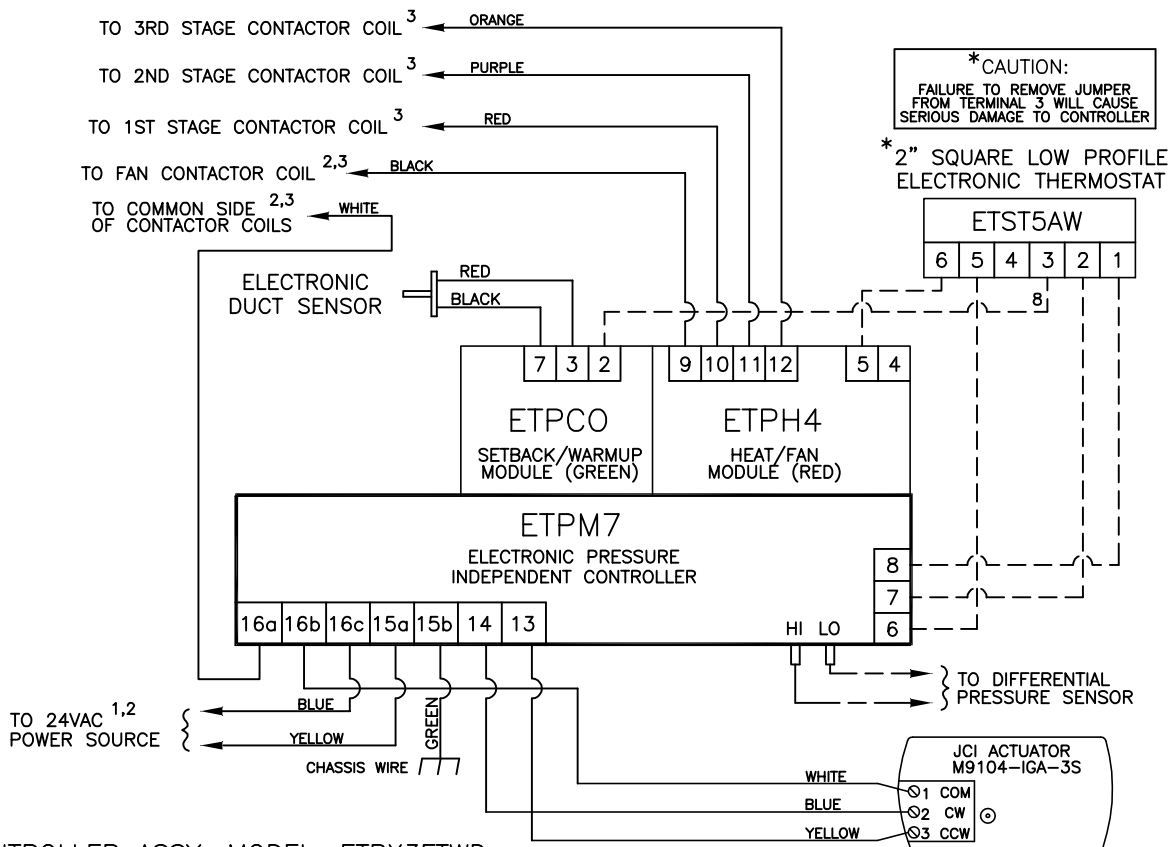 TO 3RD STAGE CONTACTOR COIL 3
ORANGE
TO 2ND STAGE CONTACTOR COIL 3
PURPLE
TO 1ST STAGE CONTACTOR COIL 3
RED
TO FAN CONTACTOR COIL 2,3
BLACK
TO COMMON SIDE 2,3
OF CONTACTOR COILS
WHITE
*CAUTION:
FAILURE TO REMOVE JUMPER
FROM TERMINAL 3 WILL CAUSE
SERIOUS DAMAGE TO CONTROLLER
*2" SQUARE LOW PROFILE
ELECTRONIC THERMOSTAT
ETST5AW
6 5 4 3 2 1
8
ELECTRONIC
DUCT SENSOR
RED
BLACK
7 3 2
9 10 11 12
5 4
ETPCO
SETBACK/WARMUP
MODULE (GREEN)
ETPH4
HEAT/FAN
MODULE (RED)
ETPM7
ELECTRONIC PRESSURE
INDEPENDENT CONTROLLER
8
7
6
16a 16b 16c 15a 15b 14 13
HI LO
TO DIFFERENTIAL
PRESSURE SENSOR
TO 24VAC 1,2
POWER SOURCE
BLUE
YELLOW
GREEN
CHASSIS WIRE
JCI ACTUATOR
M9104-IGA-3S
WHITE
1 COM
BLUE
2 CW
YELLOW
3 CCW